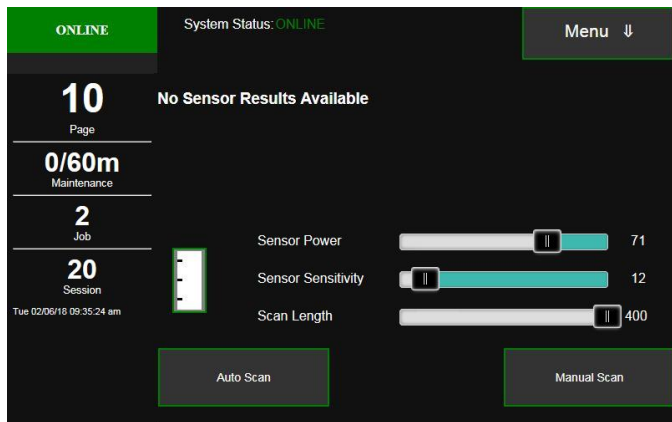 ONLINE
System Status: ONLINE
Menu ⇓
10
Page
No Sensor Results Available
0/60m
Maintenance
2
Job
20
Session
Tue 02/06/18 09:35:24 am
Sensor Power 71
Sensor Sensitivity 12
Scan Length 400
Auto Scan
Manual Scan